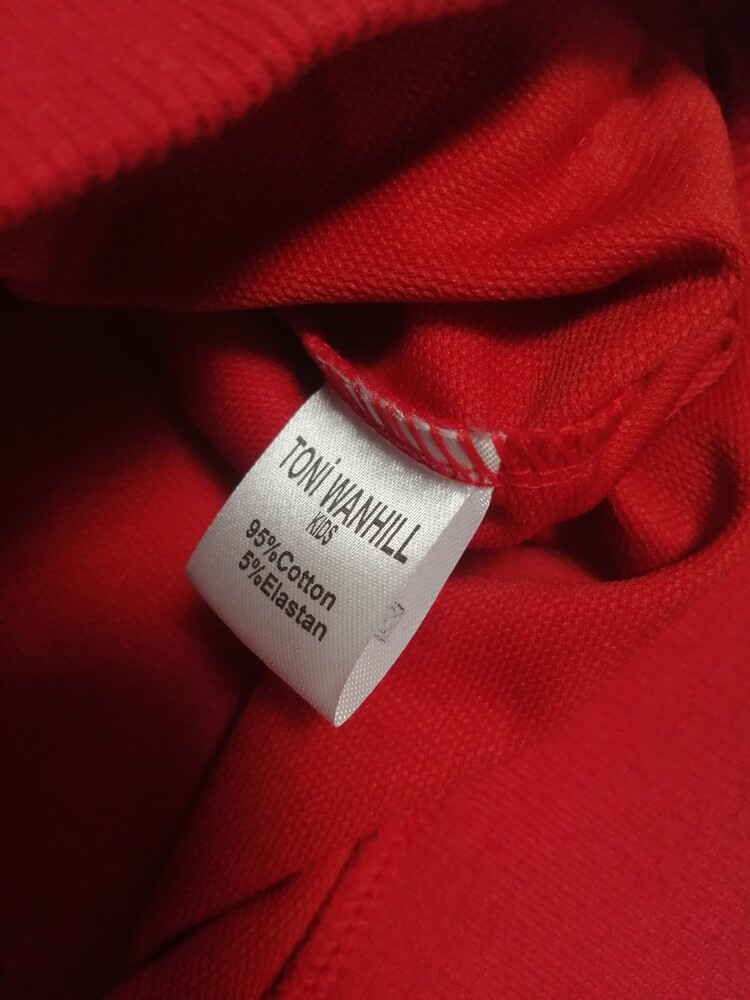 TONi WANHILL
KIDS
95%Cotton
5%Elastan